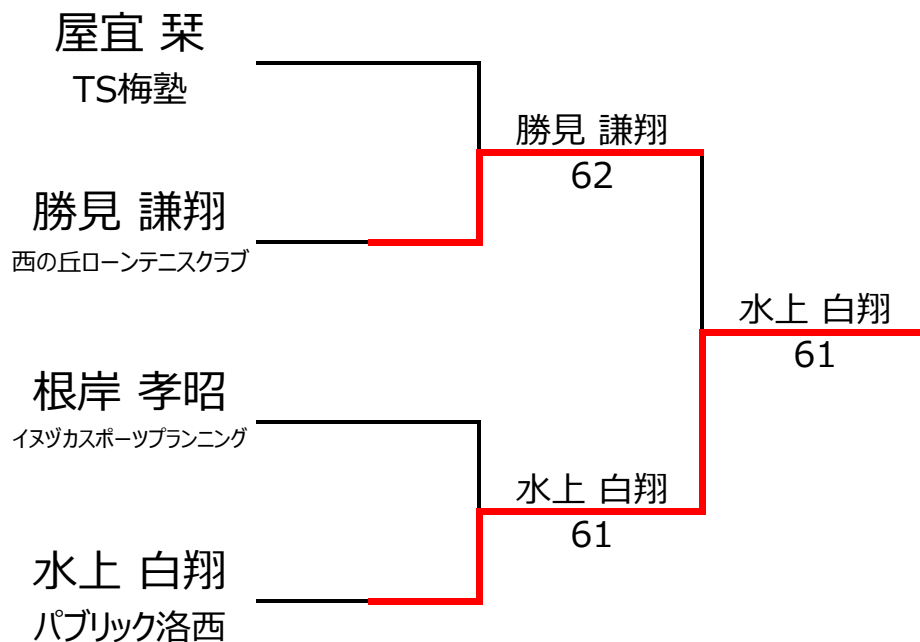 屋宜 栞
TS梅塾
勝見 謙翔
62
勝見 謙翔
西の丘ローンテニスクラブ
水上 白翔
61
根岸 孝昭
イヌヅカスポーツプランニング
水上 白翔
61
水上 白翔
パブリック洛西